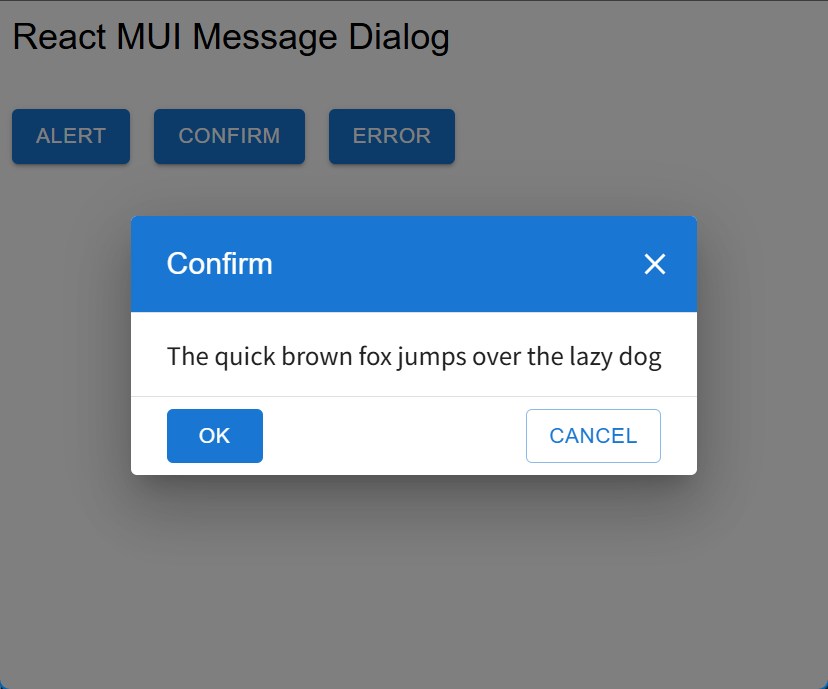 React MUI Message Dialog
ALERT CONFIRM ERROR
Confirm
The quick brown fox jumps over the lazy dog
OK CANCEL